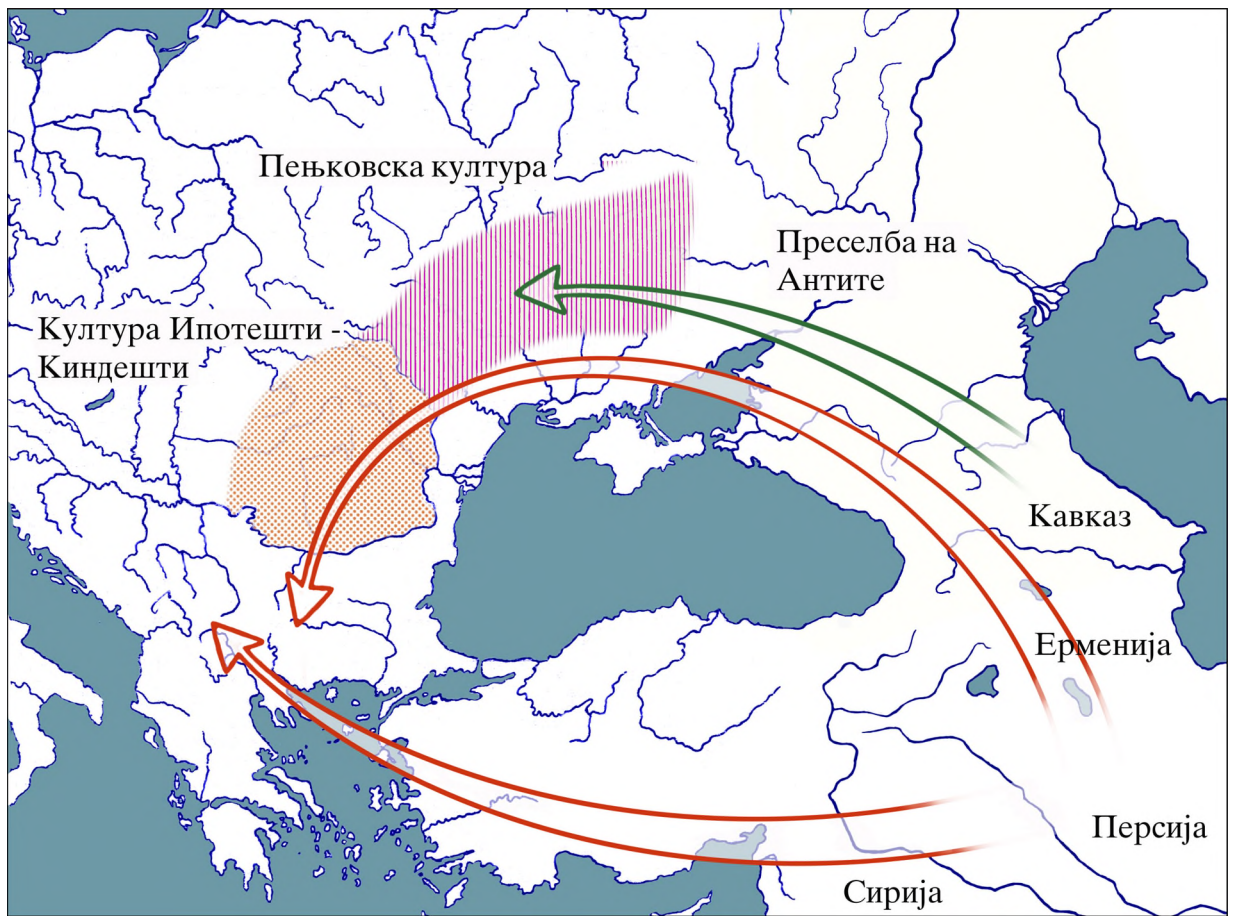 Пењковска култура
Преселба на
Антите
Култура Ипотешти -
Киндешти
Кавказ
Ерменија
Персија
Сирија